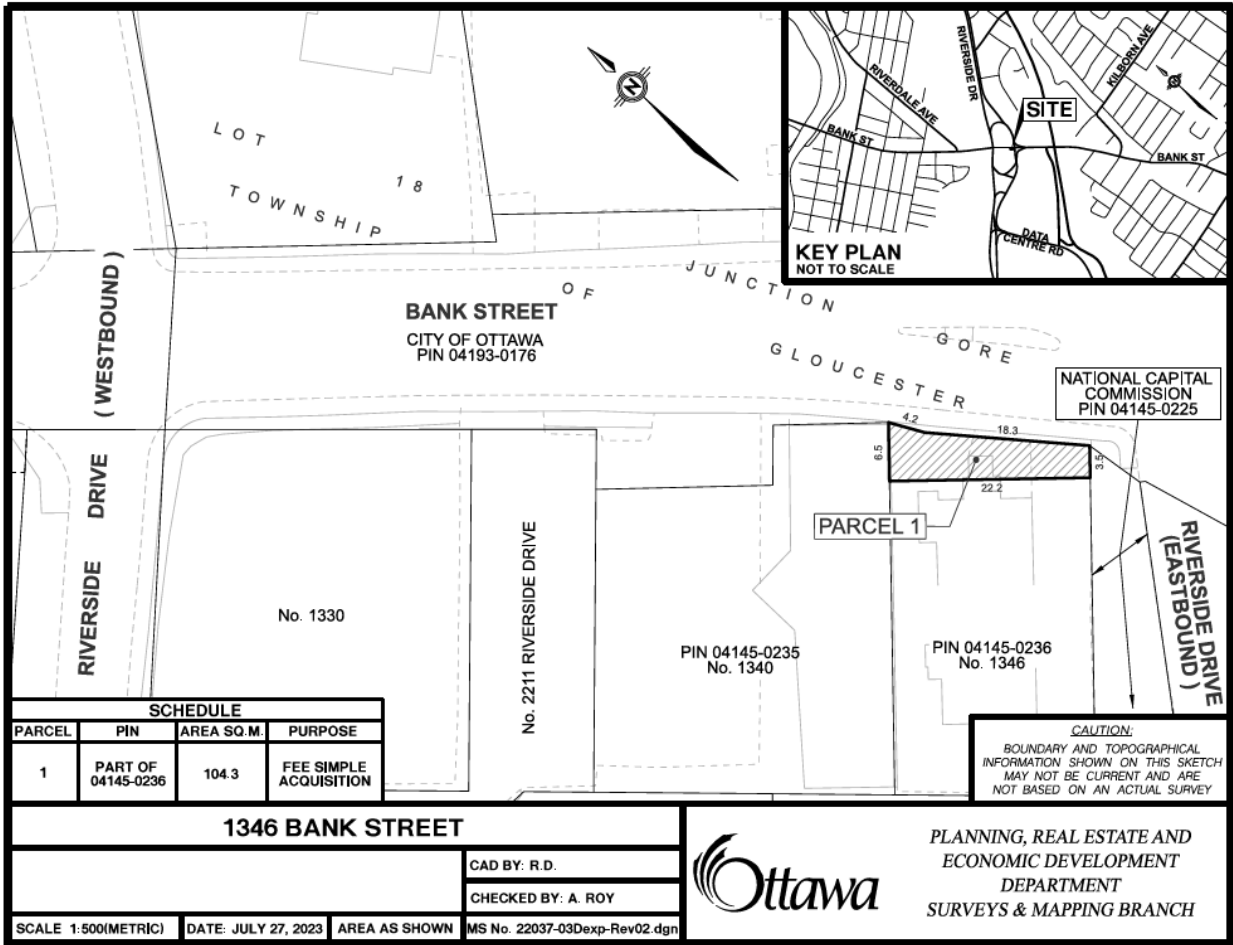 LOT
18
TOWNSHIP
OF
JUNCTION
GORE
GLOUCESTER
N
RIVERSIDE DR
RIVERDALE AVE
KILBORN AVE
SITE
BANK ST
BANK ST
DATA
CENTRE RD
KEY PLAN
NOT TO SCALE
BANK STREET
CITY OF OTTAWA
PIN 04193-0176
RIVERSIDE DRIVE (WESTBOUND )
NATIONAL CAPITAL
COMMISSION
PIN 04145-0225
4.2
18.3
6.5
3.5
22.2
PARCEL 1
RIVERSIDE DRIVE
(EASTBOUND )
No. 1330
No. 2211 RIVERSIDE DRIVE
PIN 04145-0235
No. 1340
PIN 04145-0236
No. 1346
SCHEDULE
PARCEL PIN AREA SQ.M. PURPOSE
1 PART OF 04145-0236 104.3 FEE SIMPLE ACQUISITION
CAUTION:
BOUNDARY AND TOPOGRAPHICAL
INFORMATION SHOWN ON THIS SKETCH
MAY NOT BE CURRENT AND ARE
NOT BASED ON AN ACTUAL SURVEY
1346 BANK STREET
CAD BY: R.D.
CHECKED BY: A. ROY
SCALE 1:500(METRIC) DATE: JULY 27, 2023 AREA AS SHOWN MS No. 22037-03Dexp-Rev02.dgn
Ottawa
PLANNING, REAL ESTATE AND
ECONOMIC DEVELOPMENT
DEPARTMENT
SURVEYS & MAPPING BRANCH